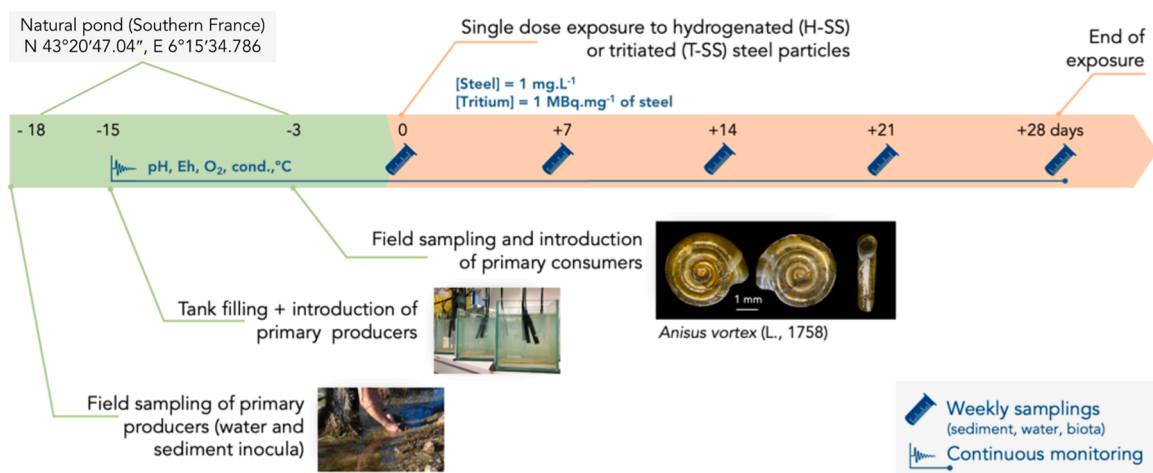 Natural pond (Southern France)
N 43°20'47.04", E 6°15'34.786
Single dose exposure to hydrogenated (H-SS)
or tritiated (T-SS) steel particles
End of
exposure
[Steel] = 1 mg.L⁻¹
[Tritium] = 1 MBq.mg⁻¹ of steel
- 18
-15
-3
0
+7
+14
+21
+28 days
pH, Eh, O₂, cond.,°C
Field sampling and introduction
of primary consumers
1 mm
Anisus vortex (L., 1758)
Tank filling + introduction of
primary producers
Field sampling of primary
producers (water and
sediment inocula)
Weekly samplings
(sediment, water, biota)
Continuous monitoring